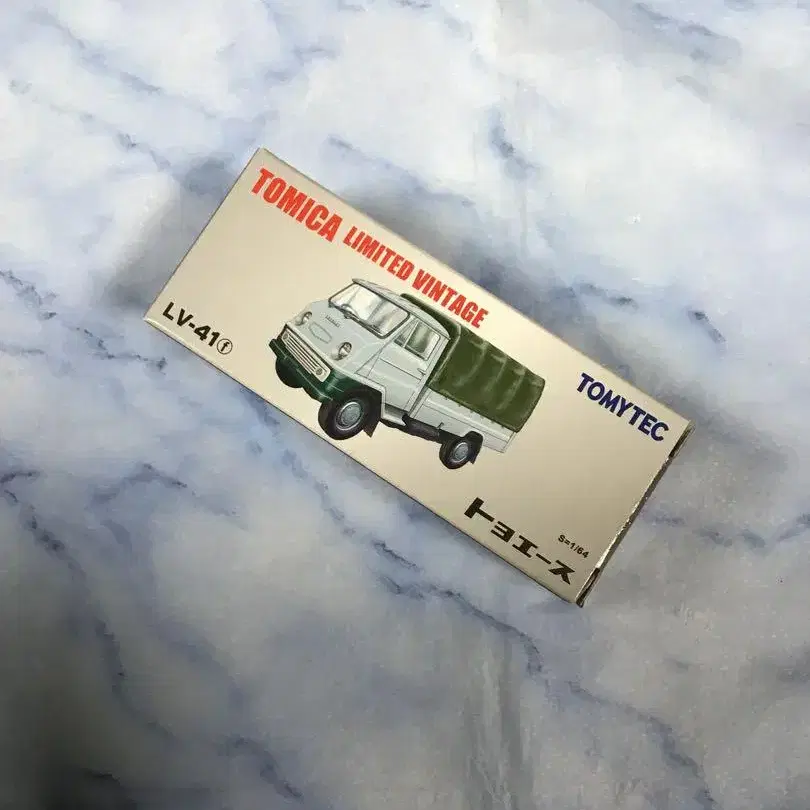 TOMICA LIMITED VINTAGE
LV-41ⓕ
TOMYTEC
S=1/64
トヨエース